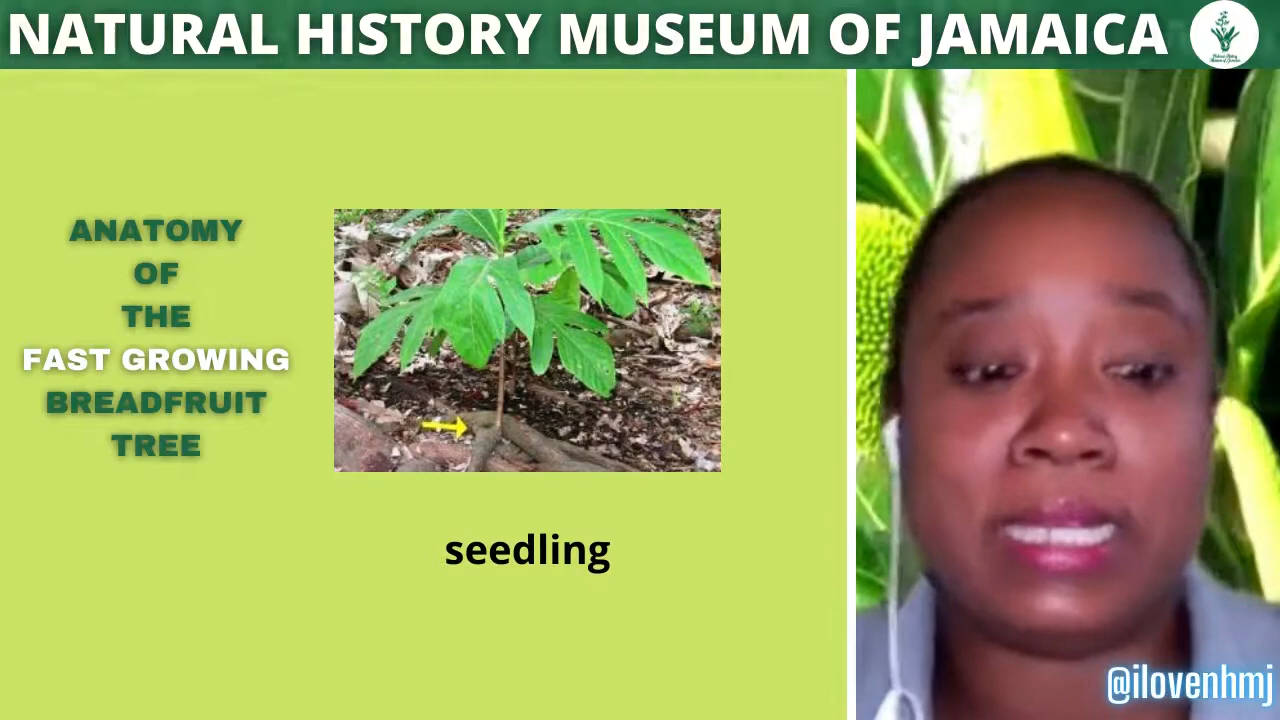 NATURAL HISTORY MUSEUM OF JAMAICA
ANATOMY
OF
THE
FAST GROWING
BREADFRUIT
TREE
seedling
@ilovenhmj